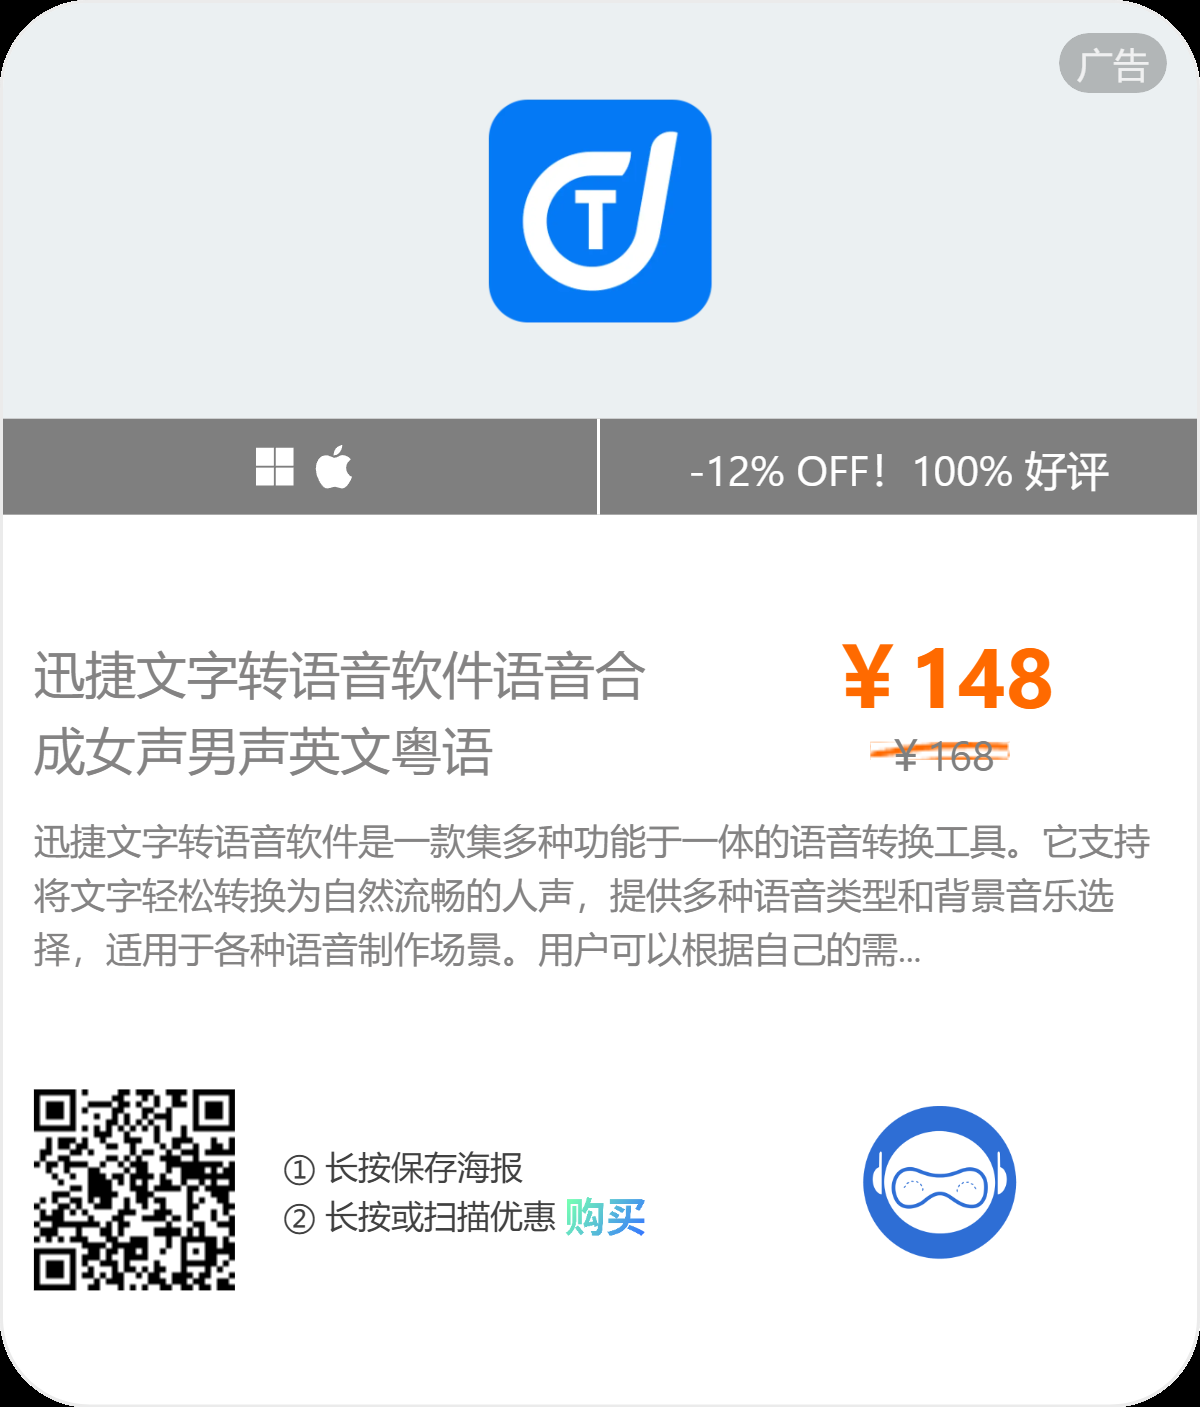 广告
T
-12% OFF！100% 好评
迅捷文字转语音软件语音合
成女声男声英文粤语
￥148
￥168
迅捷文字转语音软件是一款集多种功能于一体的语音转换工具。它支持
将文字轻松转换为自然流畅的人声，提供多种语音类型和背景音乐选
择，适用于各种语音制作场景。用户可以根据自己的需...
① 长按保存海报
② 长按或扫描优惠 购买